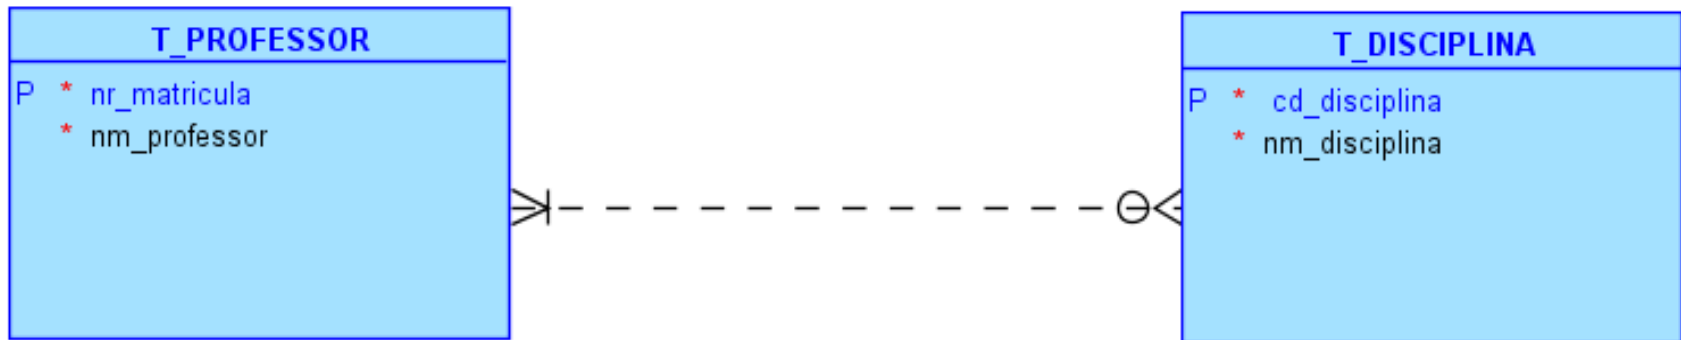 T_PROFESSOR
P * nr_matricula
* nm_professor
T_DISCIPLINA
P * cd_disciplina
* nm_disciplina